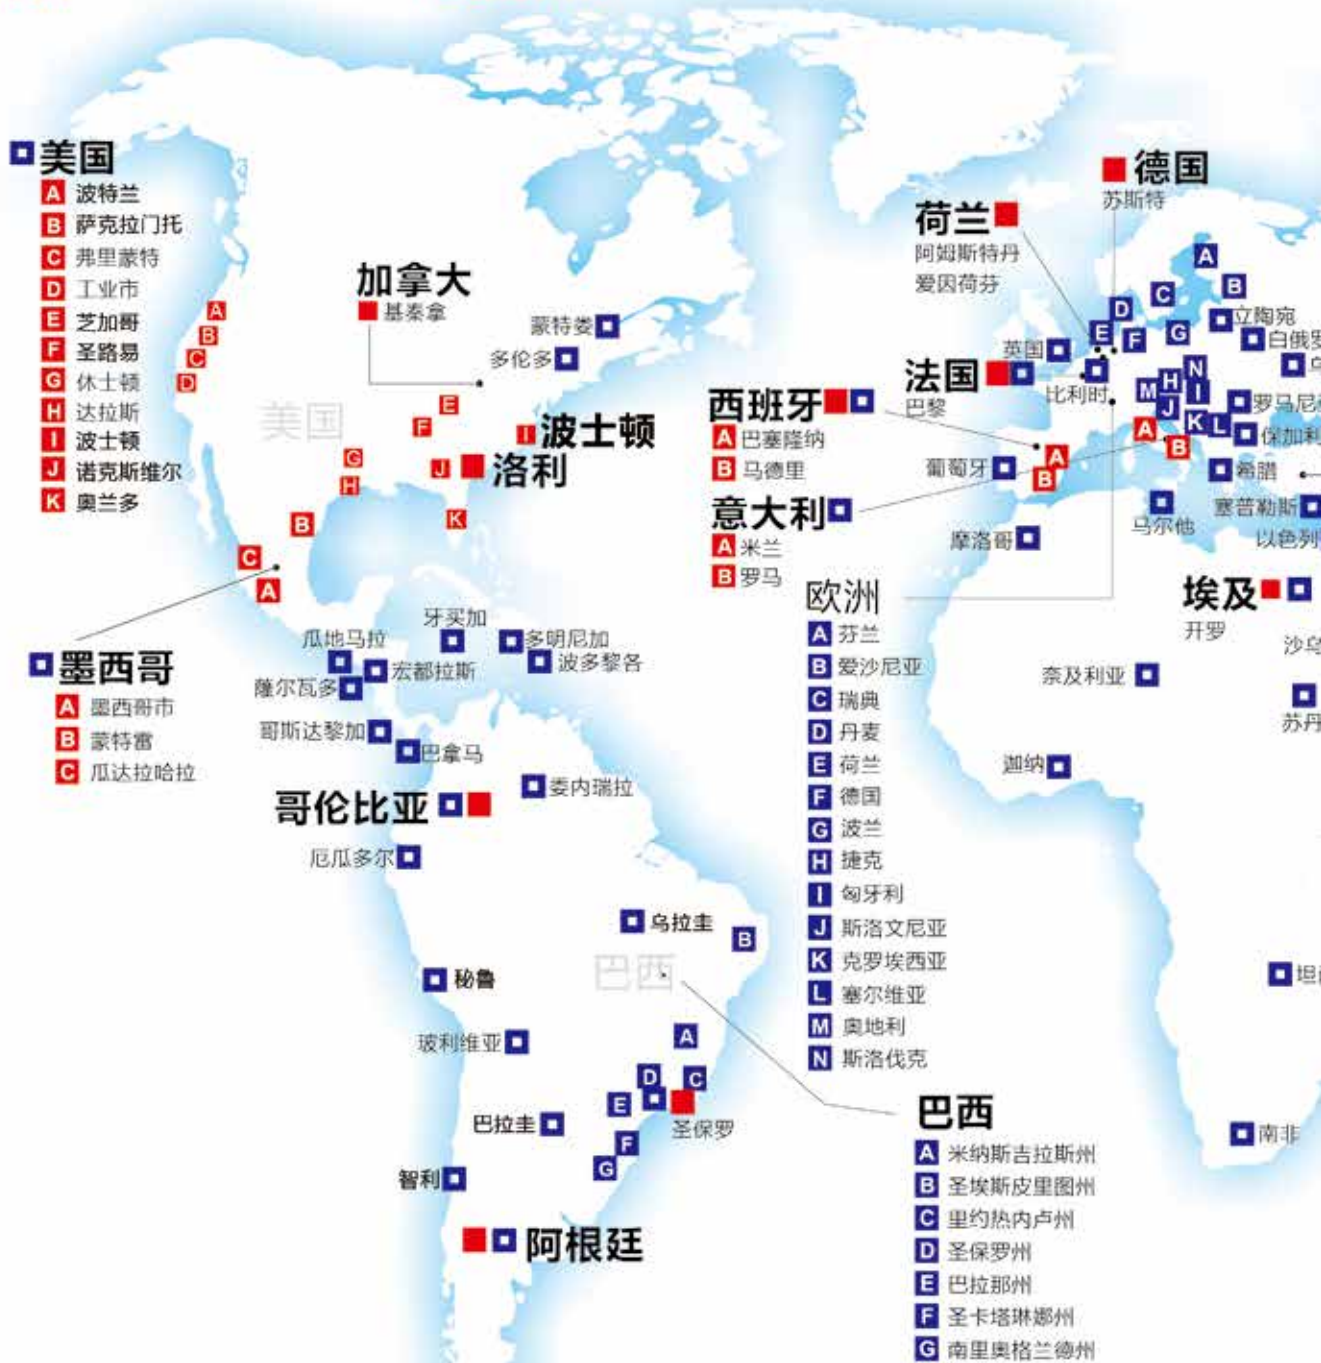 美国
A 波特兰
B 萨克拉门托
C 弗里蒙特
D 工业市
E 芝加哥
F 圣路易
G 休士顿
H 达拉斯
I 波士顿
J 诺克斯维尔
K 奥兰多
加拿大
基秦拿
蒙特娄
多伦多
A
B
C
D
美国
E
F
G
H
I 波士顿
J 洛利
K
B
C
A
墨西哥
A 墨西哥市
B 蒙特雷
C 瓜达拉哈拉
牙买加
瓜地马拉
多明尼加
宏都拉斯
波多黎各
薩尔瓦多
哥斯达黎加
巴拿马
委内瑞拉
哥伦比亚
厄瓜多尔
乌拉圭
B
秘鲁
巴西
玻利维亚
A
D
C
E
圣保罗
巴拉圭
F
G
智利
阿根廷
德国
苏斯特
荷兰
阿姆斯特丹
爱因荷芬
A
B
C
D
E
F
G
立陶宛
英国
法国
巴黎
比利时
N
H
M
I
J
K
L
西班牙
A 巴塞隆纳
B 马德里
A
B
A
B
葡萄牙
希腊
意大利
A 米兰
B 罗马
马尔他
塞普勒斯
摩洛哥
以色列
欧洲
A 芬兰
B 爱沙尼亚
C 瑞典
D 丹麦
E 荷兰
F 德国
G 波兰
H 捷克
I 匈牙利
J 斯洛文尼亚
K 克罗埃西亚
L 塞尔维亚
M 奥地利
N 斯洛伐克
埃及
开罗
奈及利亚
苏丹
迦纳
南非
巴西
A 米纳斯吉拉斯州
B 圣埃斯皮里图州
C 里约热内卢州
D 圣保罗州
E 巴拉那州
F 圣卡塔琳娜州
G 南里奥格兰德州